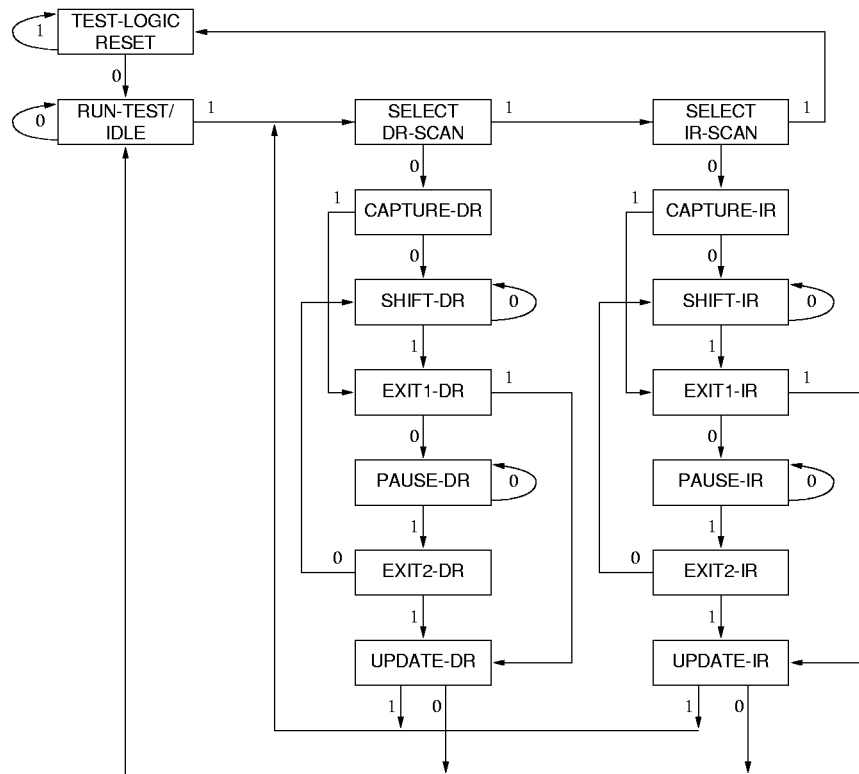 TEST-LOGIC
RESET
1
0
RUN-TEST/
IDLE
0
1
SELECT
DR-SCAN
1
SELECT
IR-SCAN
1
0
0
1
CAPTURE-DR
1
CAPTURE-IR
0
0
SHIFT-DR
0
SHIFT-IR
0
1
1
EXIT1-DR
1
EXIT1-IR
1
0
0
PAUSE-DR
0
PAUSE-IR
0
1
1
0
EXIT2-DR
0
EXIT2-IR
1
1
UPDATE-DR
UPDATE-IR
1
0
1
0